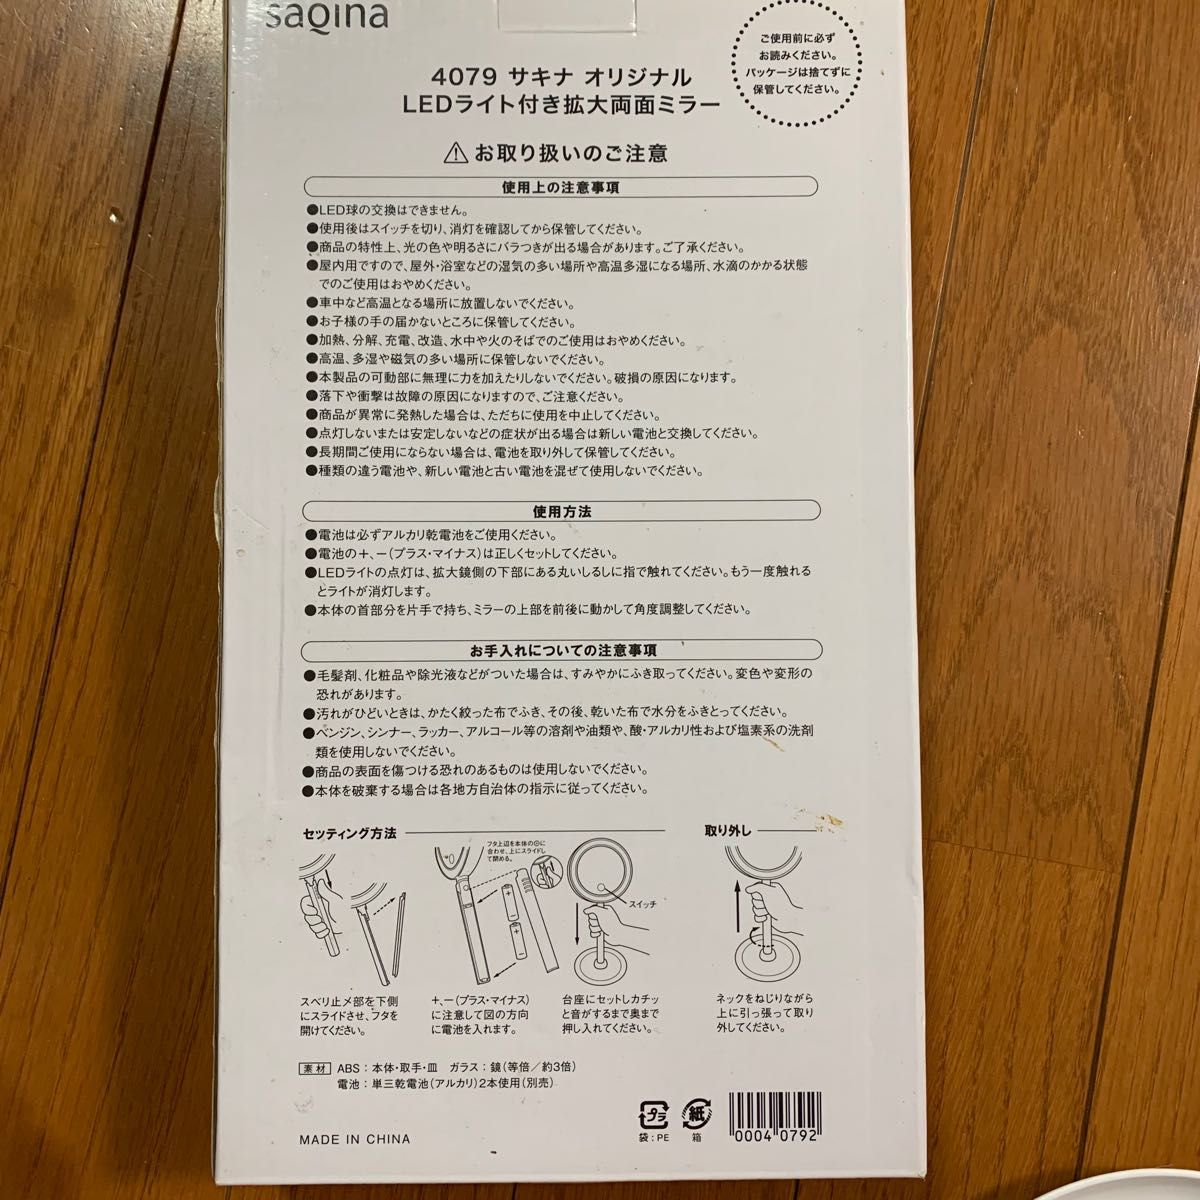 saqina
4079 サキナ オリジナル
LEDライト付き拡大両面ミラー
ご使用前に必ず
お読みください。
パッケージは捨てずに
保管してください。
⚠お取り扱いのご注意
使用上の注意事項
●LED球の交換はできません。
●使用後はスイッチを切り、消灯を確認してから保管してください。
●商品の特性上、光の色や明るさにバラつきが出る場合があります。ご了承ください。
●屋内用ですので、屋外・浴室などの湿気の多い場所や高温多湿になる場所、水滴のかかる状態
でのご使用はおやめください。
●車中など高温となる場所に放置しないでください。
●お子様の手の届かないところに保管してください。
●加熱、分解、充電、改造、水中や火のそばでのご使用はおやめください。
●高温、多湿や磁気の多い場所に保管しないでください。
●本製品の可動部に無理に力を加えたりしないでください。破損の原因になります。
●落下や衝撃は故障の原因になりますので、ご注意ください。
●商品が異常に発熱した場合は、ただちに使用を中止してください。
●点灯しないまたは安定しないなどの症状が出る場合は新しい電池と交換してください。
●長期間ご使用にならない場合は、電池を取り外して保管してください。
●種類の違う電池や、新しい電池と古い電池を混ぜて使用しないでください。
使用方法
●電池は必ずアルカリ乾電池をご使用ください。
●電池の＋、−(プラス・マイナス)は正しくセットしてください。
●LEDライトの点灯は、拡大鏡側の下部にある丸いしるしに指で触れてください。もう一度触れる
とライトが消灯します。
●本体の首部分を片手で持ち、ミラーの上部を前後に動かして角度調整してください。
お手入れについての注意事項
●毛髪剤、化粧品や除光液などがついた場合は、すみやかにふき取ってください。変色や変形の
恐れがあります。
●汚れがひどいときは、かたく絞った布でふき、その後、乾いた布で水分をふきとってください。
●ベンジン、シンナー、ラッカー、アルコール等の溶剤や油類や、酸・アルカリ性および塩素系の洗剤
類を使用しないでください。
●商品の表面を傷つける恐れのあるものは使用しないでください。
●本体を破棄する場合は各地方自治体の指示に従ってください。
セッティング方法
取り外し
フタ上辺を本体の⊙に
合わせ、上にスライドし
て閉める。
スイッチ
スベリ止メ部を下側
にスライドさせ、フタを
開けてください。
＋、−(プラス・マイナス)
に注意して図の方向
に電池を入れます。
台座にセットしカチッ
と音がするまで奥まで
押し入れてください。
ネックをねじりながら
上に引っ張って取り
外してください。
素材 ABS：本体・取手・皿 ガラス：鏡(等倍／約3倍)
電池：単三乾電池(アルカリ)2本使用(別売)
プラ
袋：PE
紙
箱
0004 0792
MADE IN CHINA